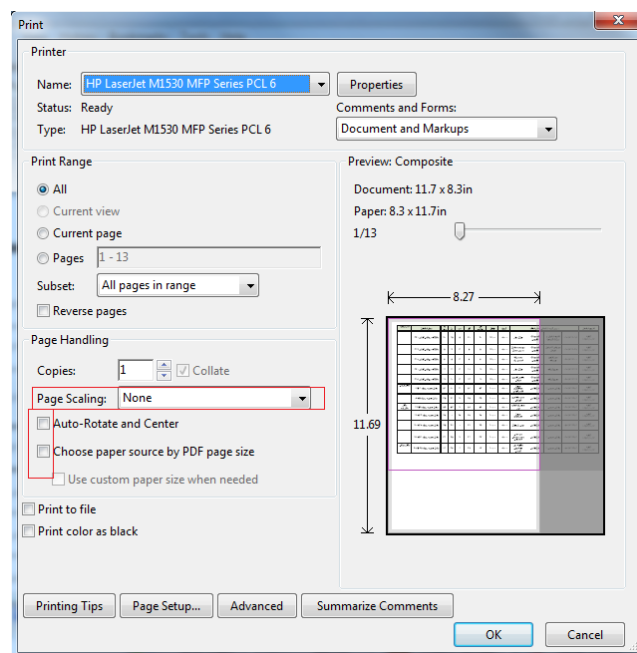 Print
Printer
Name: HP LaserJet M1530 MFP Series PCL 6 Properties
Status: Ready Comments and Forms:
Type: HP LaserJet M1530 MFP Series PCL 6 Document and Markups
Print Range
All
Current view
Current page
Pages 1 - 13
Subset: All pages in range
Reverse pages
Page Handling
Copies: 1 Collate
Page Scaling: None
Auto-Rotate and Center
Choose paper source by PDF page size
Use custom paper size when needed
Print to file
Print color as black
Preview: Composite
Document: 11.7 x 8.3in
Paper: 8.3 x 11.7in
1/13
8.27
11.69
Printing Tips Page Setup... Advanced Summarize Comments
OK Cancel